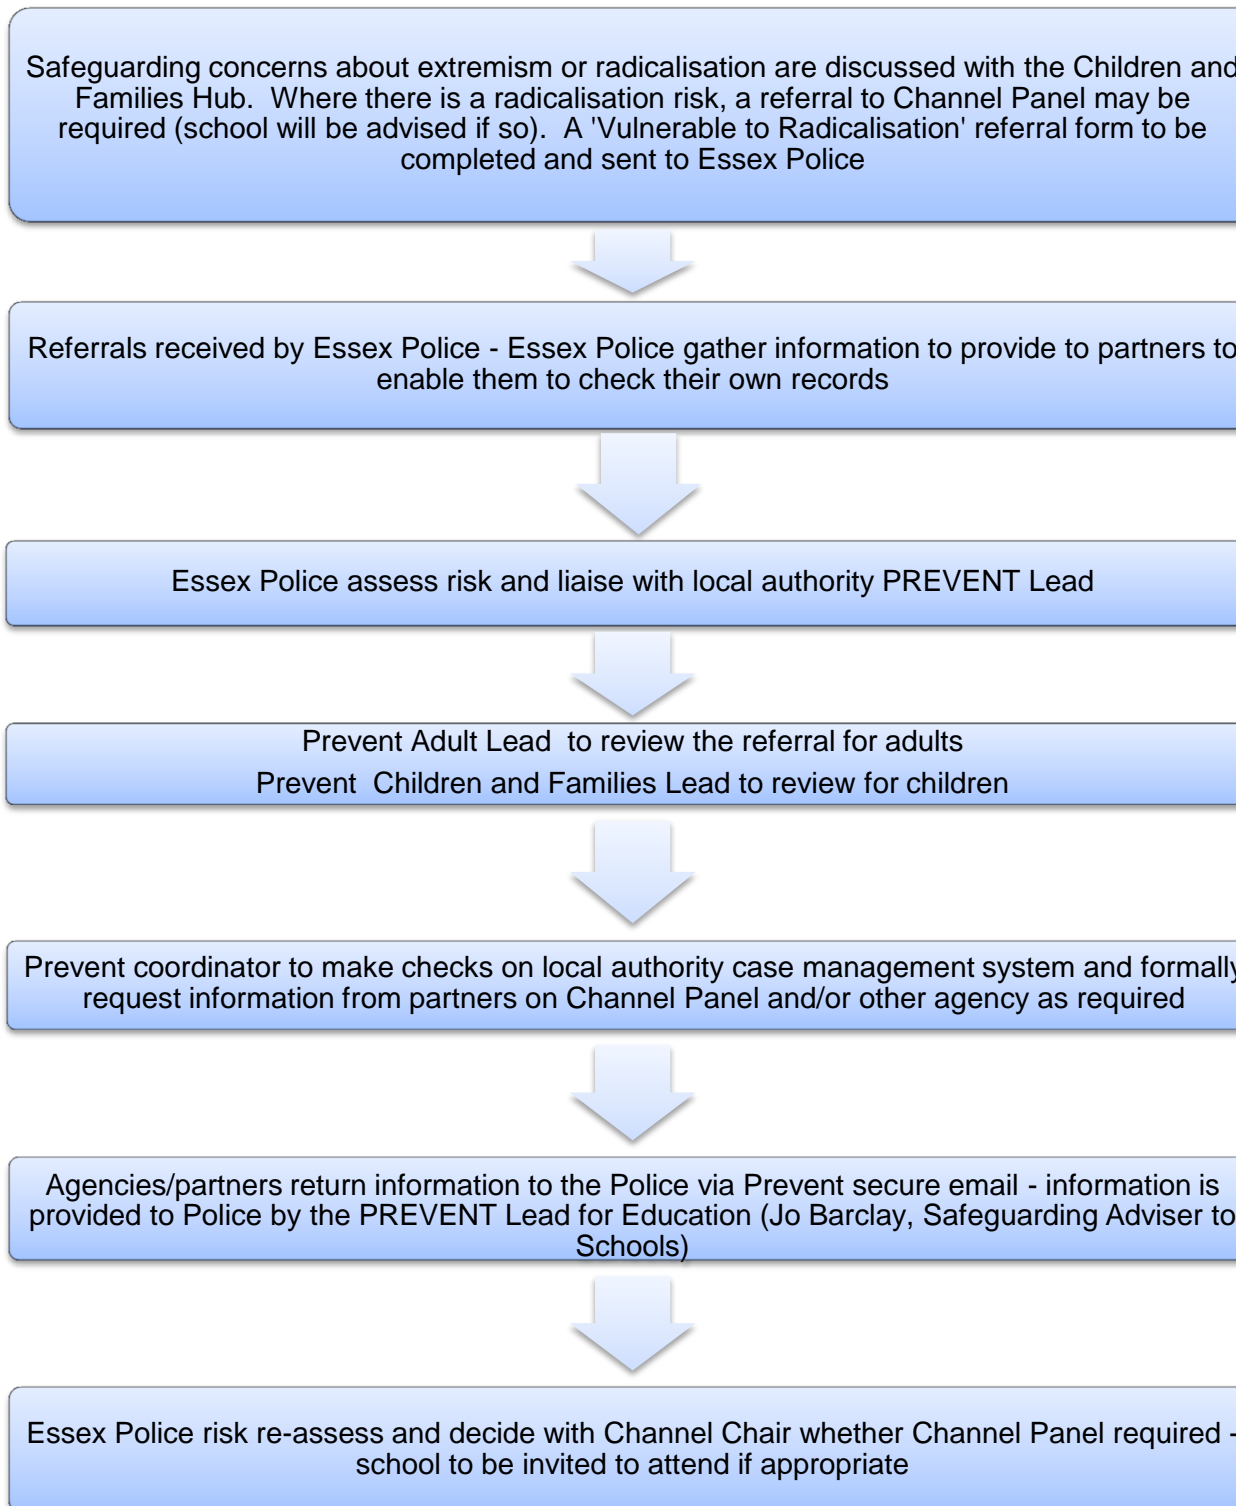 Safeguarding concerns about extremism or radicalisation are discussed with the Children and
Families Hub.  Where there is a radicalisation risk, a referral to Channel Panel may be
required (school will be advised if so).  A 'Vulnerable to Radicalisation' referral form to be
completed and sent to Essex Police
Referrals received by Essex Police - Essex Police gather information to provide to partners to
enable them to check their own records
Essex Police assess risk and liaise with local authority PREVENT Lead
Prevent Adult Lead  to review the referral for adults
Prevent  Children and Families Lead to review for children
Prevent coordinator to make checks on local authority case management system and formally
request information from partners on Channel Panel and/or other agency as required
Agencies/partners return information to the Police via Prevent secure email - information is
provided to Police by the PREVENT Lead for Education (Jo Barclay, Safeguarding Adviser to
Schools)
Essex Police risk re-assess and decide with Channel Chair whether Channel Panel required -
school to be invited to attend if appropriate